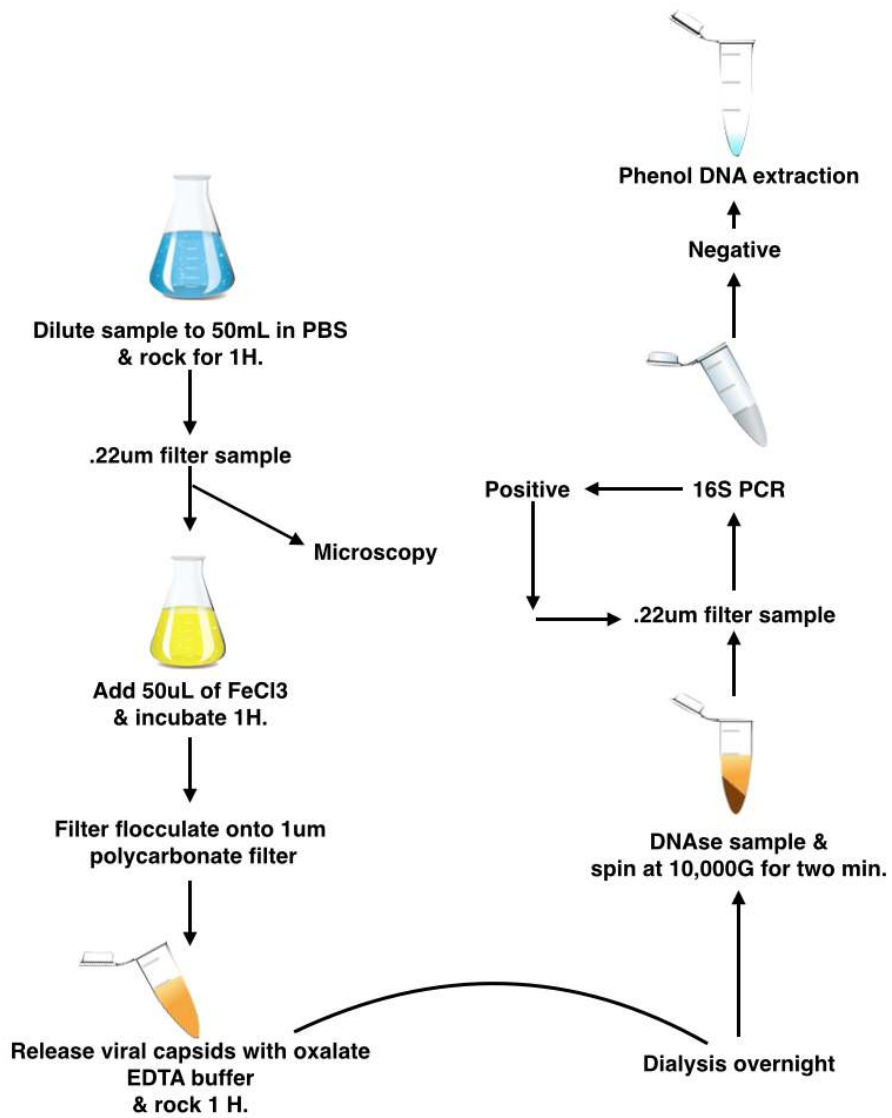 Dilute sample to 50mL in PBS
& rock for 1H.
.22um filter sample
Microscopy
Add 50uL of FeCl3
& incubate 1H.
Filter flocculate onto 1um
polycarbonate filter
Release viral capsids with oxalate
EDTA buffer
& rock 1 H.
Dialysis overnight
DNAse sample &
spin at 10,000G for two min.
.22um filter sample
16S PCR
Positive
Negative
Phenol DNA extraction